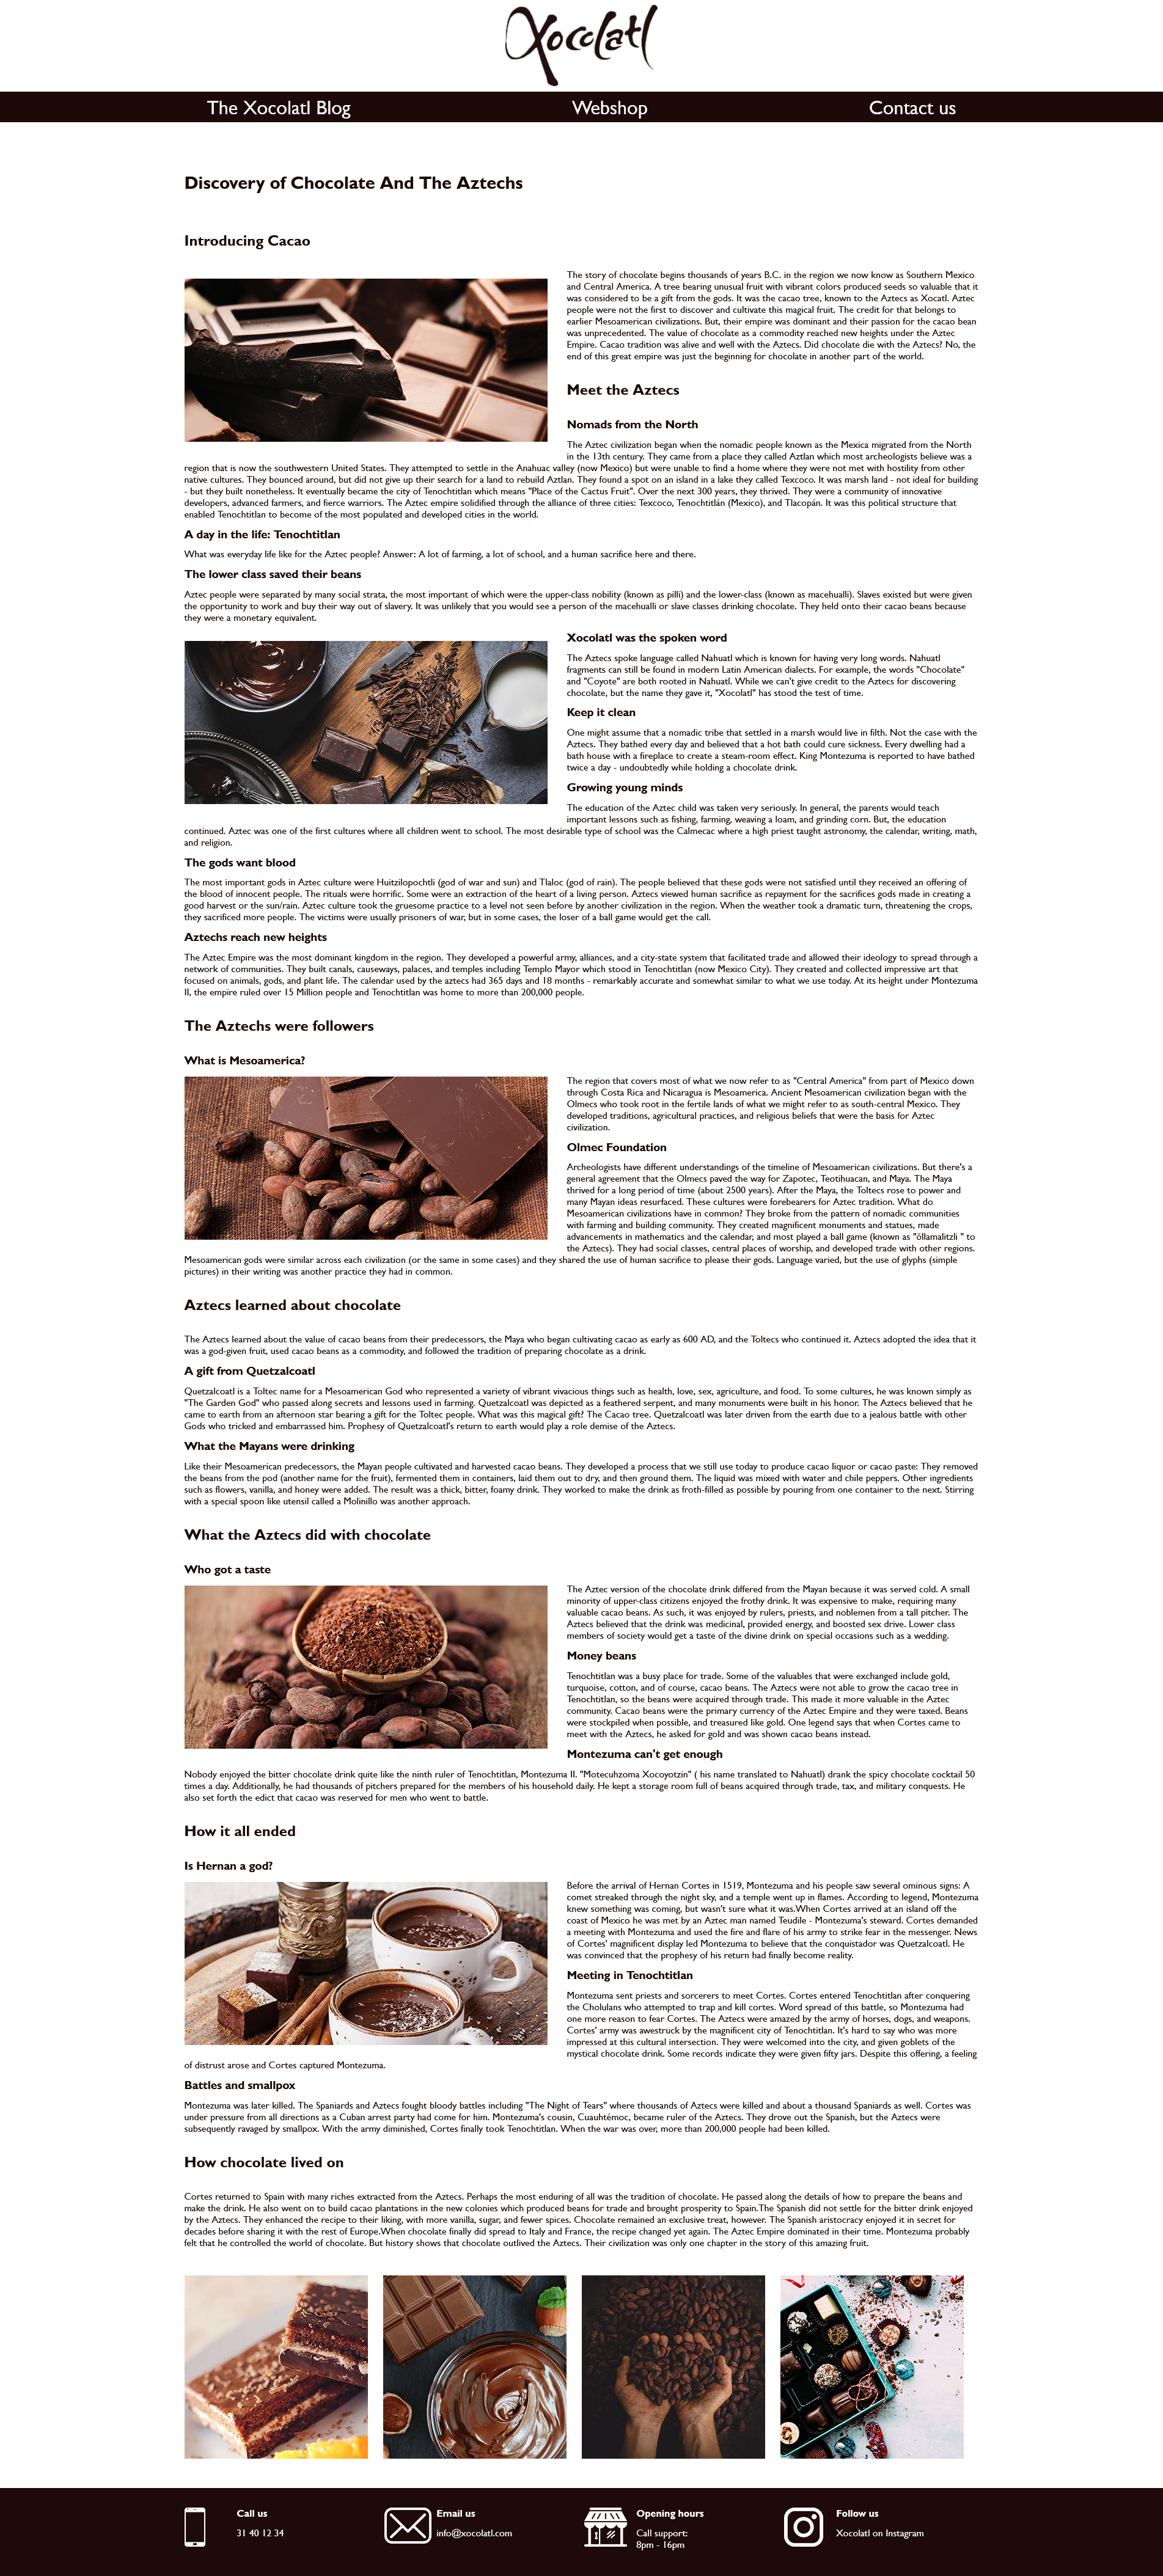 Xocolatl
The Xocolatl Blog
Webshop
Contact us
Discovery of Chocolate And The Aztechs
Introducing Cacao
The story of chocolate begins thousands of years B.C. in the region we now know as Southern Mexico
and Central America. A tree bearing unusual fruit with vibrant colors produced seeds so valuable that it
was considered to be a gift from the gods. It was the cacao tree, known to the Aztecs as Xocatl. Aztec
people were not the first to discover and cultivate this magical fruit. The credit for that belongs to
earlier Mesoamerican civilizations. But, their empire was dominant and their passion for the cacao bean
was unprecedented. The value of chocolate as a commodity reached new heights under the Aztec
Empire. Cacao tradition was alive and well with the Aztecs. Did chocolate die with the Aztecs? No, the
end of this great empire was just the beginning for chocolate in another part of the world.
Meet the Aztecs
Nomads from the North
The Aztec civilization began when the nomadic people known as the Mexica migrated from the North
in the 13th century. They came from a place they called Aztlan which most archeologists believe was a
region that is now the southwestern United States. They attempted to settle in the Anahuac valley (now Mexico) but were unable to find a home where they were not met with hostility from other
native cultures. They bounced around, but did not give up their search for a land to rebuild Aztlan. They found a spot on an island in a lake they called Texcoco. It was marsh land - not ideal for building
- but they built nonetheless. It eventually became the city of Tenochtitlan which means "Place of the Cactus Fruit". Over the next 300 years, they thrived. They were a community of innovative
developers, advanced farmers, and fierce warriors. The Aztec empire solidified through the alliance of three cities: Texcoco, Tenochtitlán (Mexico), and Tlacopán. It was this political structure that
enabled Tenochtitlan to become of the most populated and developed cities in the world.
A day in the life: Tenochtitlan
What was everyday life like for the Aztec people? Answer: A lot of farming, a lot of school, and a human sacrifice here and there.
The lower class saved their beans
Aztec people were separated by many social strata, the most important of which were the upper-class nobility (known as pilli) and the lower-class (known as macehualli). Slaves existed but were given
the opportunity to work and buy their way out of slavery. It was unlikely that you would see a person of the macehualli or slave classes drinking chocolate. They held onto their cacao beans because
they were a monetary equivalent.
Xocolatl was the spoken word
The Aztecs spoke language called Nahuatl which is known for having very long words. Nahuatl
fragments can still be found in modern Latin American dialects. For example, the words "Chocolate"
and "Coyote" are both rooted in Nahuatl. While we can't give credit to the Aztecs for discovering
chocolate, but the name they gave it, "Xocolatl" has stood the test of time.
Keep it clean
One might assume that a nomadic tribe that settled in a marsh would live in filth. Not the case with the
Aztecs. They bathed every day and believed that a hot bath could cure sickness. Every dwelling had a
bath house with a fireplace to create a steam-room effect. King Montezuma is reported to have bathed
twice a day - undoubtedly while holding a chocolate drink.
Growing young minds
The education of the Aztec child was taken very seriously. In general, the parents would teach
important lessons such as fishing, farming, weaving a loam, and grinding corn. But, the education
continued. Aztec was one of the first cultures where all children went to school. The most desirable type of school was the Calmecac where a high priest taught astronomy, the calendar, writing, math,
and religion.
The gods want blood
The most important gods in Aztec culture were Huitzilopochtli (god of war and sun) and Tlaloc (god of rain). The people believed that these gods were not satisfied until they received an offering of
the blood of innocent people. The rituals were horrific. Some were an extraction of the heart of a living person. Aztecs viewed human sacrifice as repayment for the sacrifices gods made in creating a
good harvest or the sun/rain. Aztec culture took the gruesome practice to a level not seen before by another civilization in the region. When the weather took a dramatic turn, threatening the crops,
they sacrificed more people. The victims were usually prisoners of war, but in some cases, the loser of a ball game would get the call.
Aztechs reach new heights
The Aztec Empire was the most dominant kingdom in the region. They developed a powerful army, alliances, and a city-state system that facilitated trade and allowed their ideology to spread through a
network of communities. They built canals, causeways, palaces, and temples including Templo Mayor which stood in Tenochtitlan (now Mexico City). They created and collected impressive art that
focused on animals, gods, and plant life. The calendar used by the aztecs had 365 days and 18 months - remarkably accurate and somewhat similar to what we use today. At its height under Montezuma
II, the empire ruled over 15 Million people and Tenochtitlan was home to more than 200,000 people.
The Aztechs were followers
What is Mesoamerica?
The region that covers most of what we now refer to as "Central America" from part of Mexico down
through Costa Rica and Nicaragua is Mesoamerica. Ancient Mesoamerican civilization began with the
Olmecs who took root in the fertile lands of what we might refer to as south-central Mexico. They
developed traditions, agricultural practices, and religious beliefs that were the basis for Aztec
civilization.
Olmec Foundation
Archeologists have different understandings of the timeline of Mesoamerican civilizations. But there's a
general agreement that the Olmecs paved the way for Zapotec, Teotihuacan, and Maya. The Maya
thrived for a long period of time (about 2500 years). After the Maya, the Toltecs rose to power and
many Mayan ideas resurfaced. These cultures were forebearers for Aztec tradition. What do
Mesoamerican civilizations have in common? They broke from the pattern of nomadic communities
with farming and building community. They created magnificent monuments and statues, made
advancements in mathematics and the calendar, and most played a ball game (known as "ōllamalitzli " to
the Aztecs). They had social classes, central places of worship, and developed trade with other regions.
Mesoamerican gods were similar across each civilization (or the same in some cases) and they shared the use of human sacrifice to please their gods. Language varied, but the use of glyphs (simple
pictures) in their writing was another practice they had in common.
Aztecs learned about chocolate
The Aztecs learned about the value of cacao beans from their predecessors, the Maya who began cultivating cacao as early as 600 AD, and the Toltecs who continued it. Aztecs adopted the idea that it
was a god-given fruit, used cacao beans as a commodity, and followed the tradition of preparing chocolate as a drink.
A gift from Quetzalcoatl
Quetzalcoatl is a Toltec name for a Mesoamerican God who represented a variety of vibrant vivacious things such as health, love, sex, agriculture, and food. To some cultures, he was known simply as
"The Garden God" who passed along secrets and lessons used in farming. Quetzalcoatl was depicted as a feathered serpent, and many monuments were built in his honor. The Aztecs believed that he
came to earth from an afternoon star bearing a gift for the Toltec people. What was this magical gift? The Cacao tree. Quetzalcoatl was later driven from the earth due to a jealous battle with other
Gods who tricked and embarrassed him. Prophesy of Quetzalcoatl's return to earth would play a role demise of the Aztecs.
What the Mayans were drinking
Like their Mesoamerican predecessors, the Mayan people cultivated and harvested cacao beans. They developed a process that we still use today to produce cacao liquor or cacao paste: They removed
the beans from the pod (another name for the fruit), fermented them in containers, laid them out to dry, and then ground them. The liquid was mixed with water and chile peppers. Other ingredients
such as flowers, vanilla, and honey were added. The result was a thick, bitter, foamy drink. They worked to make the drink as froth-filled as possible by pouring from one container to the next. Stirring
with a special spoon like utensil called a Molinillo was another approach.
What the Aztecs did with chocolate
Who got a taste
The Aztec version of the chocolate drink differed from the Mayan because it was served cold. A small
minority of upper-class citizens enjoyed the frothy drink. It was expensive to make, requiring many
valuable cacao beans. As such, it was enjoyed by rulers, priests, and noblemen from a tall pitcher. The
Aztecs believed that the drink was medicinal, provided energy, and boosted sex drive. Lower class
members of society would get a taste of the divine drink on special occasions such as a wedding.
Money beans
Tenochtitlan was a busy place for trade. Some of the valuables that were exchanged include gold,
turquoise, cotton, and of course, cacao beans. The Aztecs were not able to grow the cacao tree in
Tenochtitlan, so the beans were acquired through trade. This made it more valuable in the Aztec
community. Cacao beans were the primary currency of the Aztec Empire and they were taxed. Beans
were stockpiled when possible, and treasured like gold. One legend says that when Cortes came to
meet with the Aztecs, he asked for gold and was shown cacao beans instead.
Montezuma can't get enough
Nobody enjoyed the bitter chocolate drink quite like the ninth ruler of Tenochtitlan, Montezuma II. "Motecuhzoma Xocoyotzin" ( his name translated to Nahuatl) drank the spicy chocolate cocktail 50
times a day. Additionally, he had thousands of pitchers prepared for the members of his household daily. He kept a storage room full of beans acquired through trade, tax, and military conquests. He
also set forth the edict that cacao was reserved for men who went to battle.
How it all ended
Is Hernan a god?
Before the arrival of Hernan Cortes in 1519, Montezuma and his people saw several ominous signs: A
comet streaked through the night sky, and a temple went up in flames. According to legend, Montezuma
knew something was coming, but wasn't sure what it was.When Cortes arrived at an island off the
coast of Mexico he was met by an Aztec man named Teudile - Montezuma's steward. Cortes demanded
a meeting with Montezuma and used the fire and flare of his army to strike fear in the messenger. News
of Cortes' magnificent display led Montezuma to believe that the conquistador was Quetzalcoatl. He
was convinced that the prophesy of his return had finally become reality.
Meeting in Tenochtitlan
Montezuma sent priests and sorcerers to meet Cortes. Cortes entered Tenochtitlan after conquering
the Cholulans who attempted to trap and kill cortes. Word spread of this battle, so Montezuma had
one more reason to fear Cortes. The Aztecs were amazed by the army of horses, dogs, and weapons.
Cortes' army was awestruck by the magnificent city of Tenochtitlan. It's hard to say who was more
impressed at this cultural intersection. They were welcomed into the city, and given goblets of the
mystical chocolate drink. Some records indicate they were given fifty jars. Despite this offering, a feeling
of distrust arose and Cortes captured Montezuma.
Battles and smallpox
Montezuma was later killed. The Spaniards and Aztecs fought bloody battles including "The Night of Tears" where thousands of Aztecs were killed and about a thousand Spaniards as well. Cortes was
under pressure from all directions as a Cuban arrest party had come for him. Montezuma's cousin, Cuauhtémoc, became ruler of the Aztecs. They drove out the Spanish, but the Aztecs were
subsequently ravaged by smallpox. With the army diminished, Cortes finally took Tenochtitlan. When the war was over, more than 200,000 people had been killed.
How chocolate lived on
Cortes returned to Spain with many riches extracted from the Aztecs. Perhaps the most enduring of all was the tradition of chocolate. He passed along the details of how to prepare the beans and
make the drink. He also went on to build cacao plantations in the new colonies which produced beans for trade and brought prosperity to Spain.The Spanish did not settle for the bitter drink enjoyed
by the Aztecs. They enhanced the recipe to their liking, with more vanilla, sugar, and fewer spices. Chocolate remained an exclusive treat, however. The Spanish aristocracy enjoyed it in secret for
decades before sharing it with the rest of Europe.When chocolate finally did spread to Italy and France, the recipe changed yet again. The Aztec Empire dominated in their time. Montezuma probably
felt that he controlled the world of chocolate. But history shows that chocolate outlived the Aztecs. Their civilization was only one chapter in the story of this amazing fruit.
Call us
31 40 12 34
Email us
info@xocolatl.com
Opening hours
Call support:
8pm - 16pm
Follow us
Xocolatl on Instagram